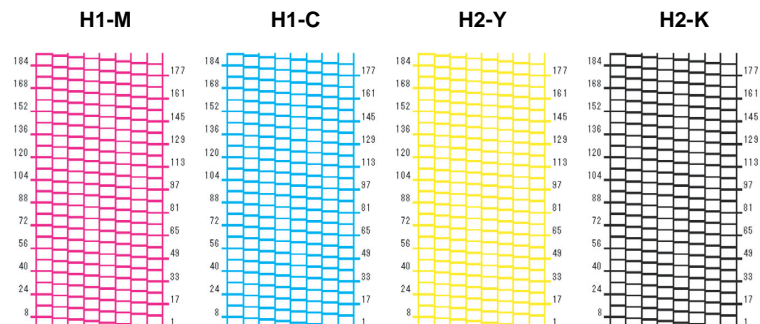 H1-M H1-C H2-Y H2-K
184 184 184 184
177 177 177 177
168 168 168 168
161 161 161 161
152 152 152 152
145 145 145 145
136 136 136 136
129 129 129 129
120 120 120 120
113 113 113 113
104 104 104 104
97 97 97 97
88 88 88 88
81 81 81 81
72 72 72 72
65 65 65 65
56 56 56 56
49 49 49 49
40 40 40 40
33 33 33 33
24 24 24 24
17 17 17 17
8 8 8 8
1 1 1 1